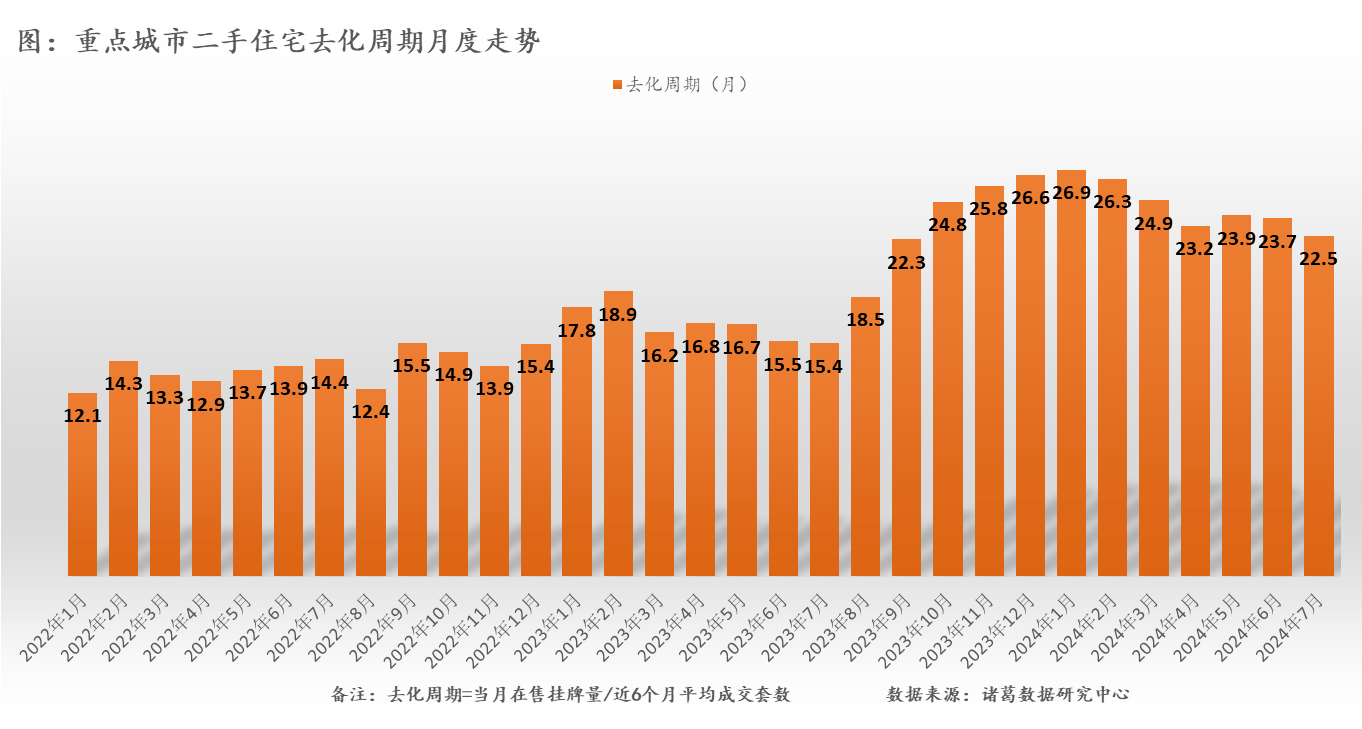 图：重点城市二手住宅去化周期月度走势
去化周期（月）
12.1
14.3
13.3
12.9
13.7
13.9
14.4
12.4
15.5
14.9
13.9
15.4
17.8
18.9
16.2
16.8
16.7
15.5
15.4
18.5
22.3
24.8
25.8
26.6
26.9
26.3
24.9
23.2
23.9
23.7
22.5
2022年1月
2022年2月
2022年3月
2022年4月
2022年5月
2022年6月
2022年7月
2022年8月
2022年9月
2022年10月
2022年11月
2022年12月
2023年1月
2023年2月
2023年3月
2023年4月
2023年5月
2023年6月
2023年7月
2023年8月
2023年9月
2023年10月
2023年11月
2023年12月
2024年1月
2024年2月
2024年3月
2024年4月
2024年5月
2024年6月
2024年7月
备注：去化周期=当月在售挂牌量/近6个月平均成交套数
数据来源：诸葛数据研究中心